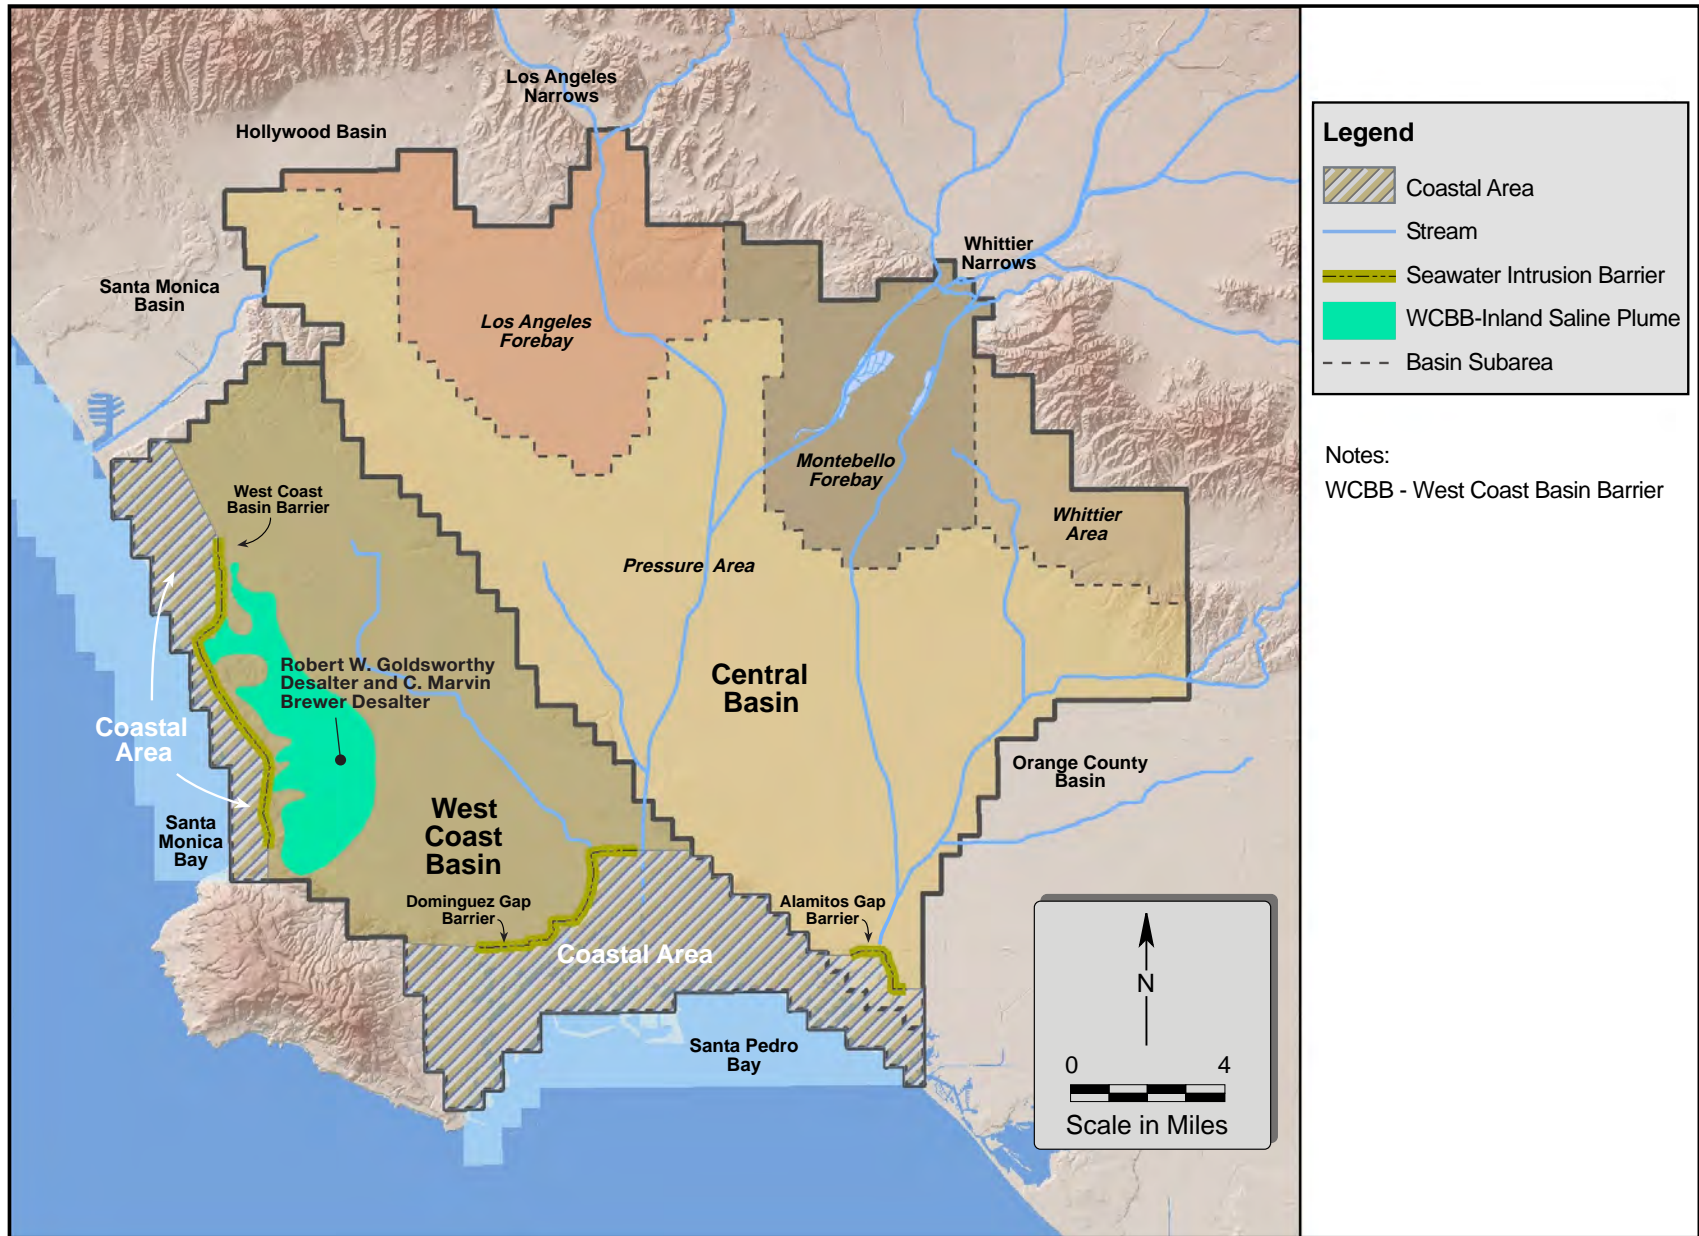 Los Angeles
Narrows
Hollywood Basin
Whittier
Narrows
Santa Monica
Basin
Los Angeles
Forebay
Montebello
Forebay
Whittier
Area
West Coast
Basin Barrier
Pressure Area
Robert W. Goldsworthy
Desalter and C. Marvin
Brewer Desalter
Central
Basin
Coastal
Area
Orange County
Basin
West
Coast
Basin
Santa
Monica
Bay
Dominguez Gap
Barrier
Alamitos Gap
Barrier
Coastal Area
Santa Pedro
Bay
N
0 4
Scale in Miles
Legend
Coastal Area
Stream
Seawater Intrusion Barrier
WCBB-Inland Saline Plume
Basin Subarea
Notes:
WCBB - West Coast Basin Barrier